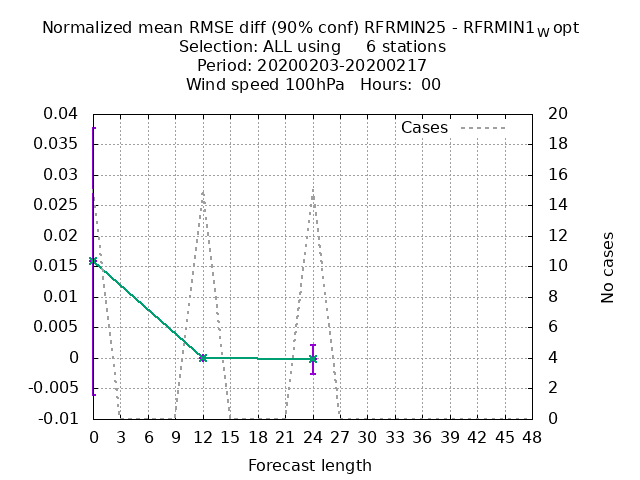 Normalized mean RMSE diff (90% conf) RFRMIN25 - RFRMIN1w opt
Selection: ALL using     6 stations
Period: 20200203-20200217
Wind speed 100hPa   Hours:  00
0.04
0.035
0.03
0.025
0.02
0.015
0.01
0.005
0
-0.005
-0.01
Cases
20
18
16
14
12
10
8
6
4
2
0
No cases
0 3 6 9 12 15 18 21 24 27 30 33 36 39 42 45 48
Forecast length